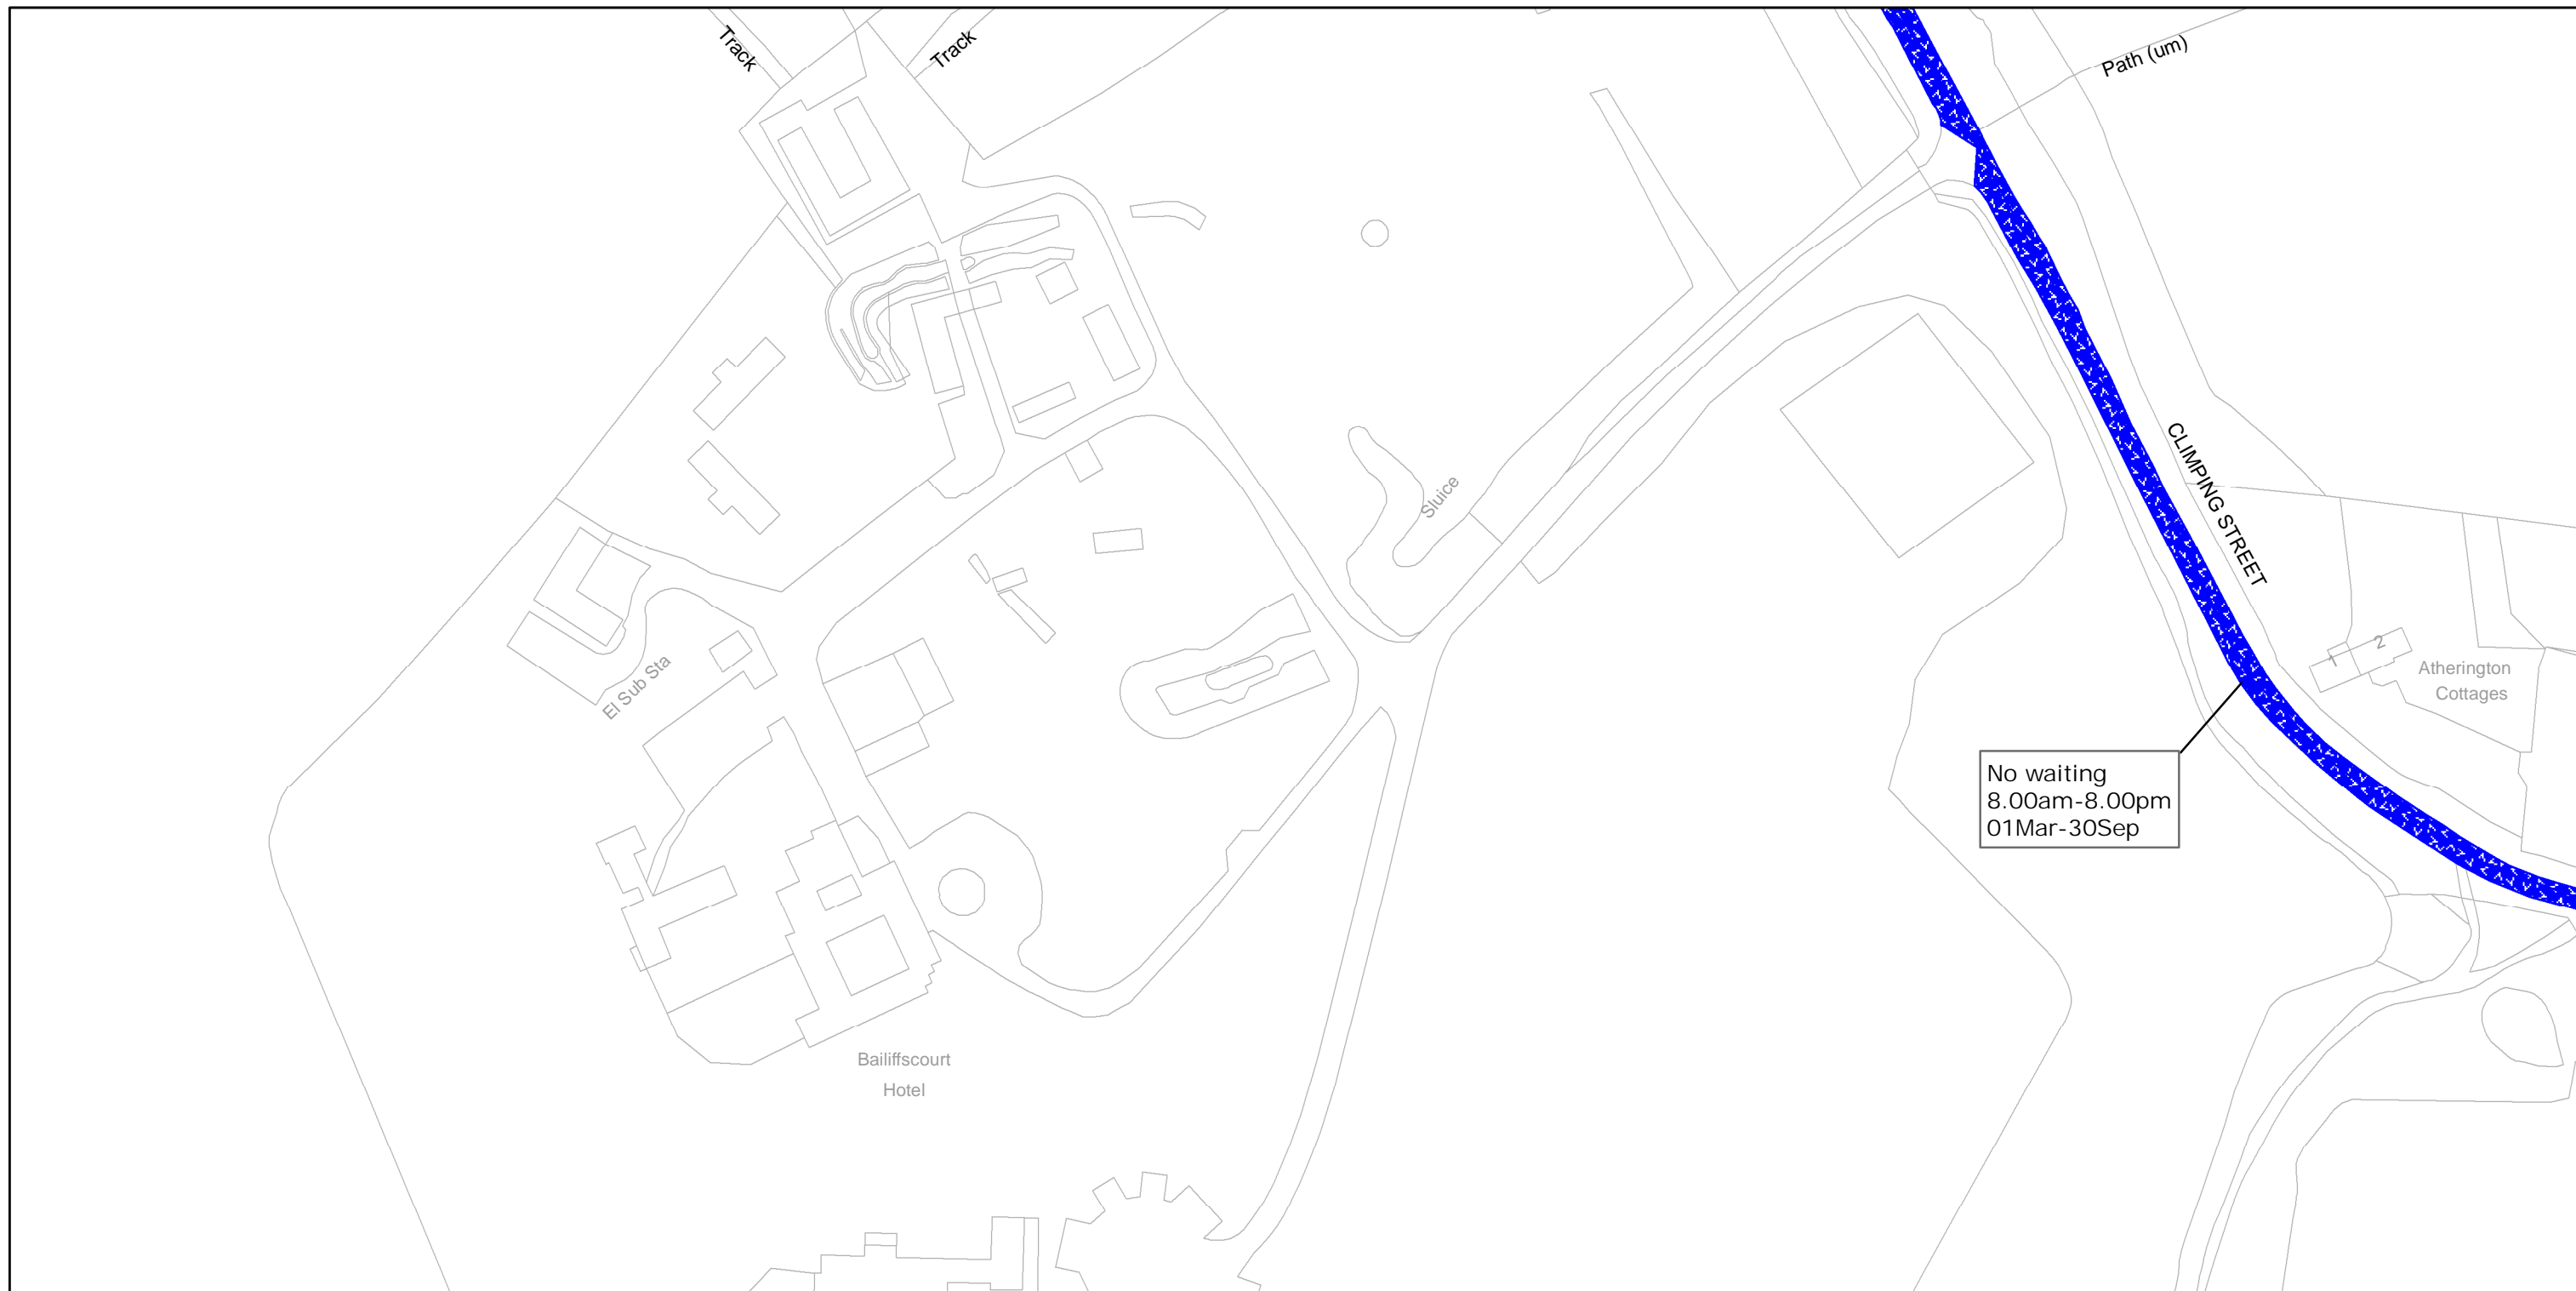 Track
Track
Path (um)
CLIMPING STREET
Sluice
1
2
Atherington
Cottages
El Sub Sta
No waiting
8.00am-8.00pm
01Mar-30Sep
Bailiffscourt
Hotel